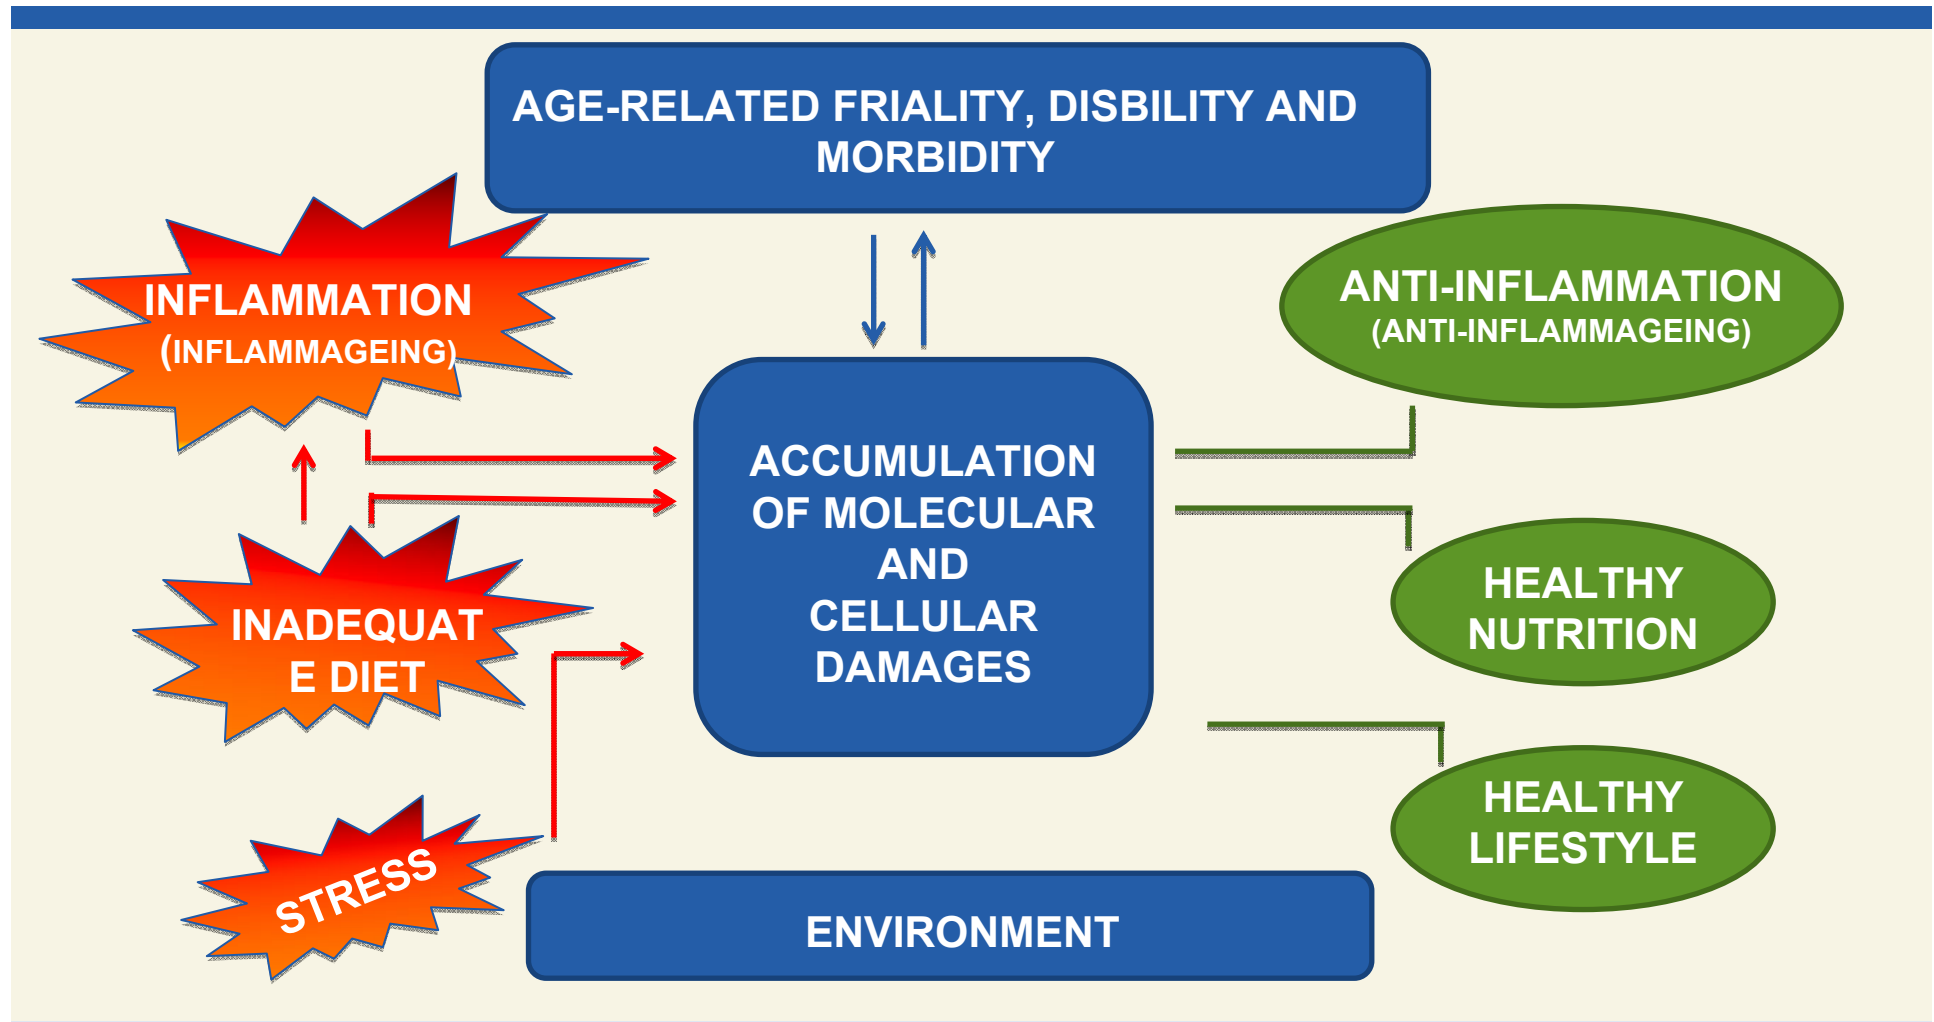 AGE-RELATED FRIALITY, DISBILITY AND
MORBIDITY
INFLAMMATION
(INFLAMMAGEING)
ANTI-INFLAMMATION
(ANTI-INFLAMMAGEING)
ACCUMULATION
OF MOLECULAR
AND
CELLULAR
DAMAGES
INADEQUAT
E DIET
HEALTHY
NUTRITION
STRESS
HEALTHY
LIFESTYLE
ENVIRONMENT